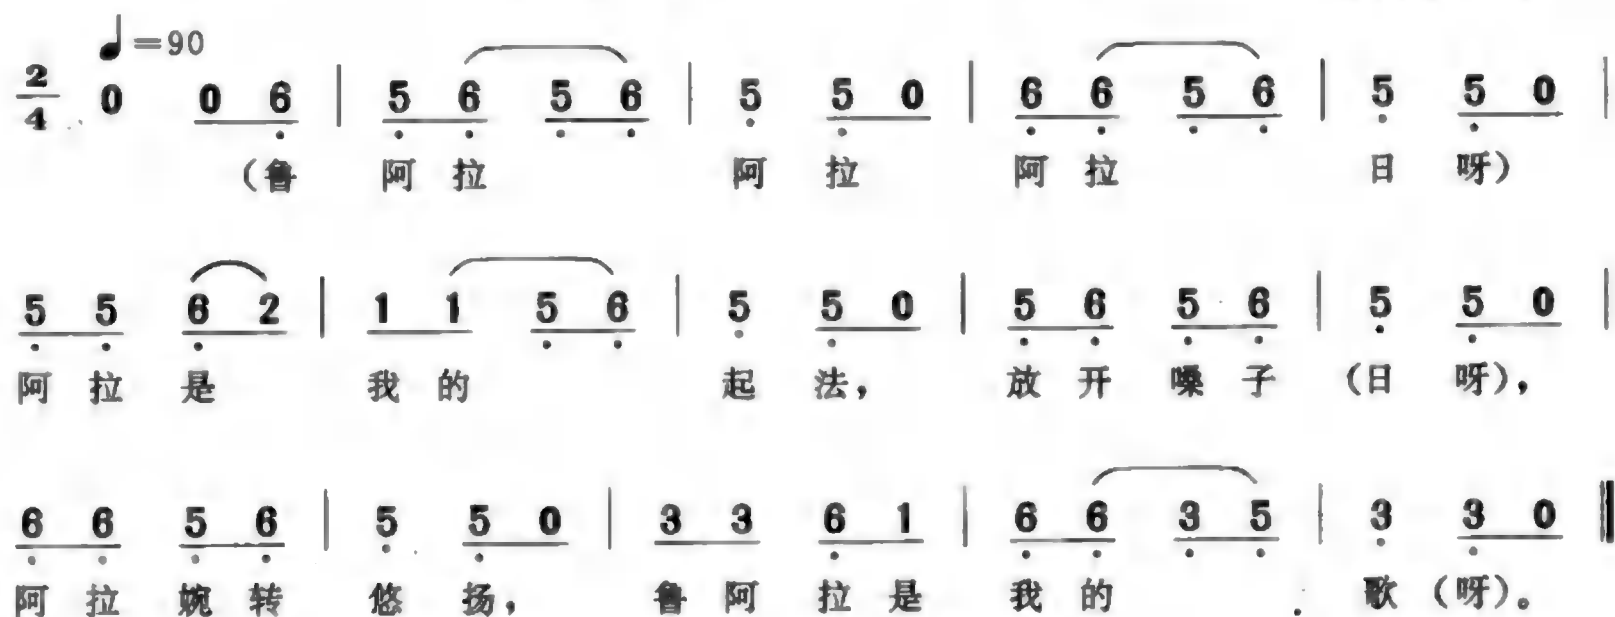 ♩=90
2/4 0 0 6̣ | 5̣ 6̣ 5̣ 6̣ | 5̣ 5̣ 0 | 6̣ 6̣ 5̣ 6̣ | 5̣ 5̣ 0 |
（鲁 阿 拉 阿 拉 阿 拉 日 呀）
5̣ 5̣ 6̣ 2 | 1 1 5̣ 6̣ | 5̣ 5̣ 0 | 5̣ 6̣ 5̣ 6̣ | 5̣ 5̣ 0 |
阿 拉 是 我 的 起 法， 放 开 嗓 子 （日 呀），
6̣ 6̣ 5̣ 6̣ | 5̣ 5̣ 0 | 3 3 6̣ 1 | 6̣ 6̣ 3̣ 5̣ | 3̣ 3̣ 0 ‖
阿 拉 婉 转 悠 扬， 鲁 阿 拉 是 我 的 歌 （呀）。